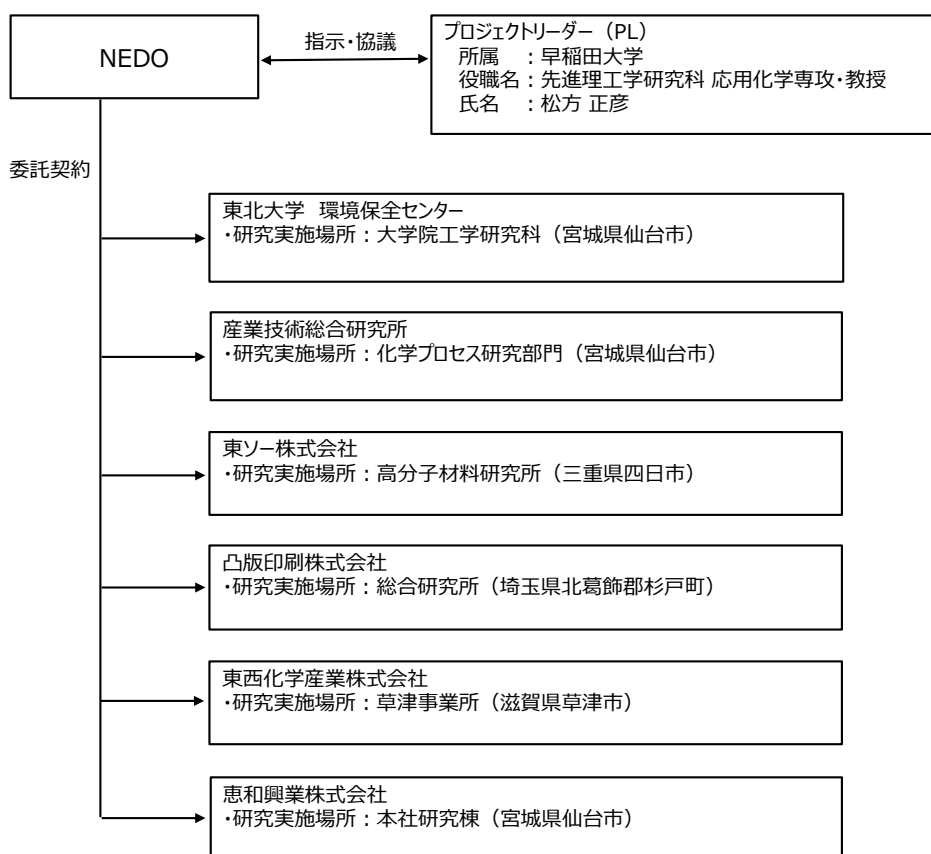 NEDO
指示・協議
プロジェクトリーダー（PL）
所属　：早稲田大学
役職名：先進理工学研究科 応用化学専攻・教授
氏名　：松方 正彦
委託契約
東北大学　環境保全センター
・研究実施場所：大学院工学研究科（宮城県仙台市）
産業技術総合研究所
・研究実施場所：化学プロセス研究部門（宮城県仙台市）
東ソー株式会社
・研究実施場所：高分子材料研究所（三重県四日市）
凸版印刷株式会社
・研究実施場所：総合研究所（埼玉県北葛飾郡杉戸町）
東西化学産業株式会社
・研究実施場所：草津事業所（滋賀県草津市）
恵和興業株式会社
・研究実施場所：本社研究棟（宮城県仙台市）